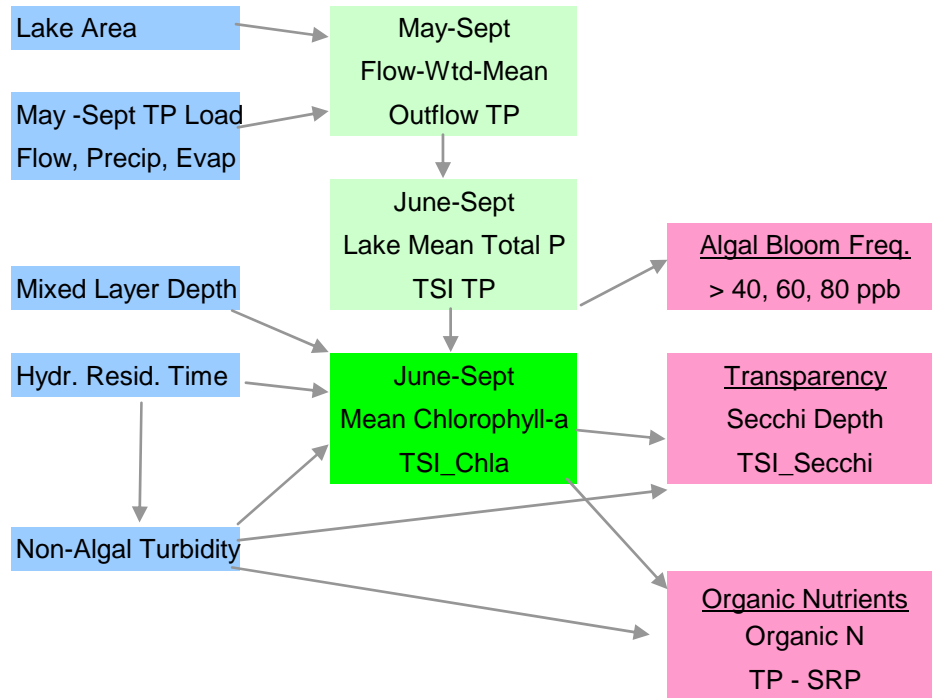 Lake Area
May -Sept TP Load
Flow, Precip, Evap
May-Sept
Flow-Wtd-Mean
Outflow TP
June-Sept
Lake Mean Total P
TSI TP
Mixed Layer Depth
Hydr. Resid. Time
Non-Algal Turbidity
June-Sept
Mean Chlorophyll-a
TSI_Chla
Algal Bloom Freq.
> 40, 60, 80 ppb
Transparency
Secchi Depth
TSI_Secchi
Organic Nutrients
Organic N
TP - SRP